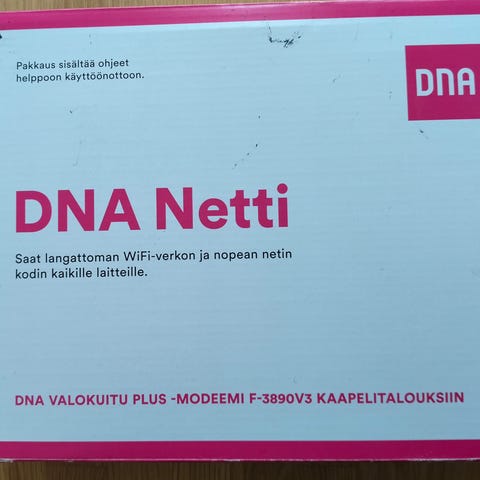 Pakkaus sisältää ohjeet
helppoon käyttöönottoon.
DNA
DNA Netti
Saat langattoman WiFi-verkon ja nopean netin
kodin kaikille laitteille.
DNA VALOKUITU PLUS -MODEEMI F-3890V3 KAAPELITALOUKSIIN